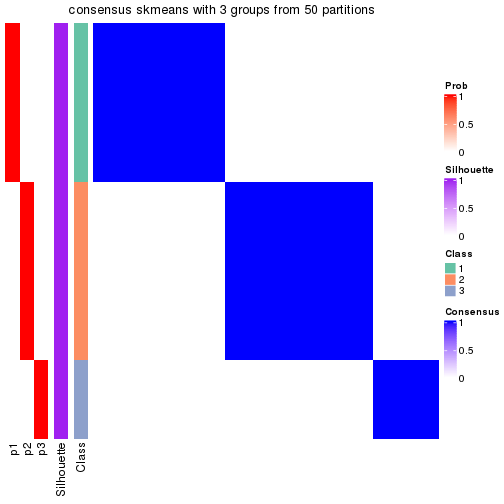 consensus skmeans with 3 groups from 50 partitions
Prob
1
0.5
0
Silhouette
1
0.5
0
Class
1
2
3
Consensus
1
0.5
0
p1
p2
p3
Silhouette
Class